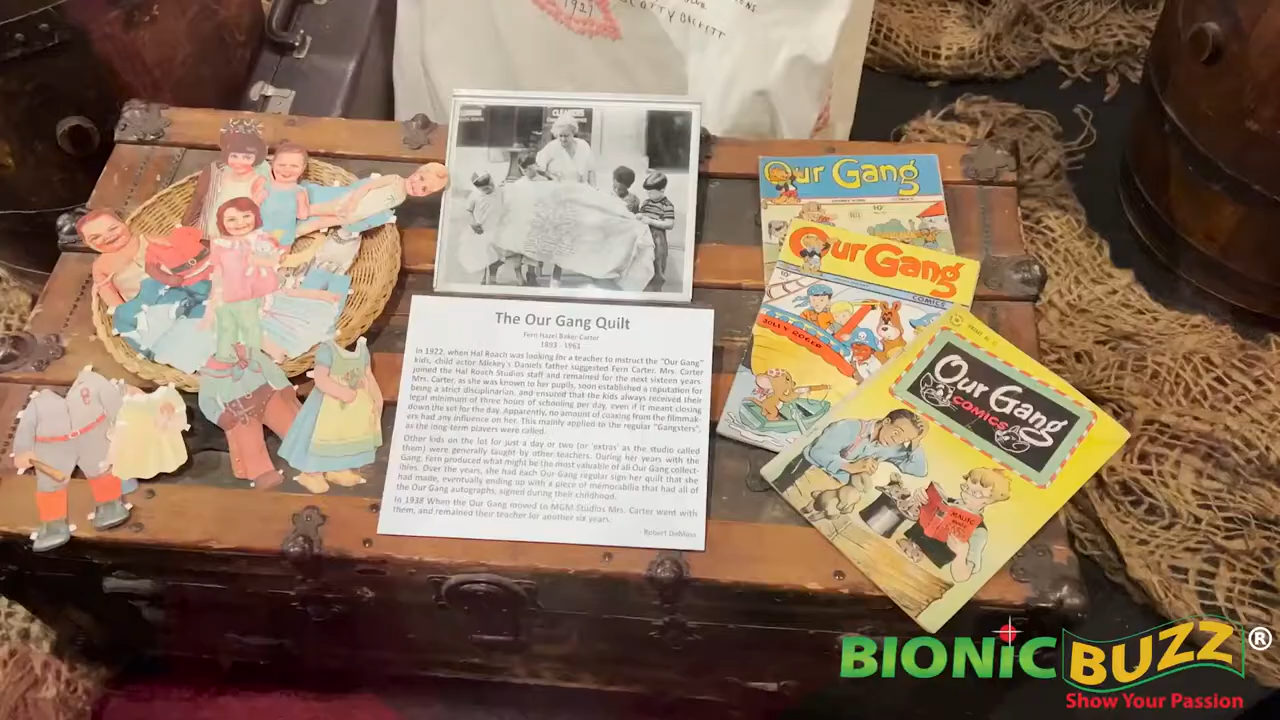 1927
SCOTTY BECKETT
CLEANER
Our Gang
Our Gang
COMICS
JOLLY ROGER
Our Gang
COMICS
MAGIC
The Our Gang Quilt
Fern Hazel Baker Carter
1893 - 1961
In 1922, when Hal Roach was looking for a teacher to instruct the "Our Gang"
kids, child actor Mickey's Daniels father suggested Fern Carter. Mrs. Carter
joined the Hal Roach Studios staff and remained for the next sixteen years.
Mrs. Carter, as she was known to her pupils, soon established a reputation for
being a strict disciplinarian, and ensured that the kids always received their
legal minimum of three hours of schooling per day, even if it meant closing
down the set for the day. Apparently, no amount of coaxing from the filmmak-
ers had any influence on her. This mainly applied to the regular "Gangsters",
as the long-term players were called.
Other kids on the lot for just a day or two (or 'extras' as the studio called
them) were generally taught by other teachers. During her years with the
Gang, Fern produced what might be the most valuable of all Our Gang collect-
ibles. Over the years, she had each Our Gang regular sign her quilt that she
had made, eventually ending up with a piece of memorabilia that had all of
the Our Gang autographs, signed during their childhood.
In 1938 When the Our Gang moved to MGM Studios Mrs. Carter went with
them, and remained their teacher for another six years.
- Robert DeMoss
BIONIC BUZZ ®
Show Your Passion